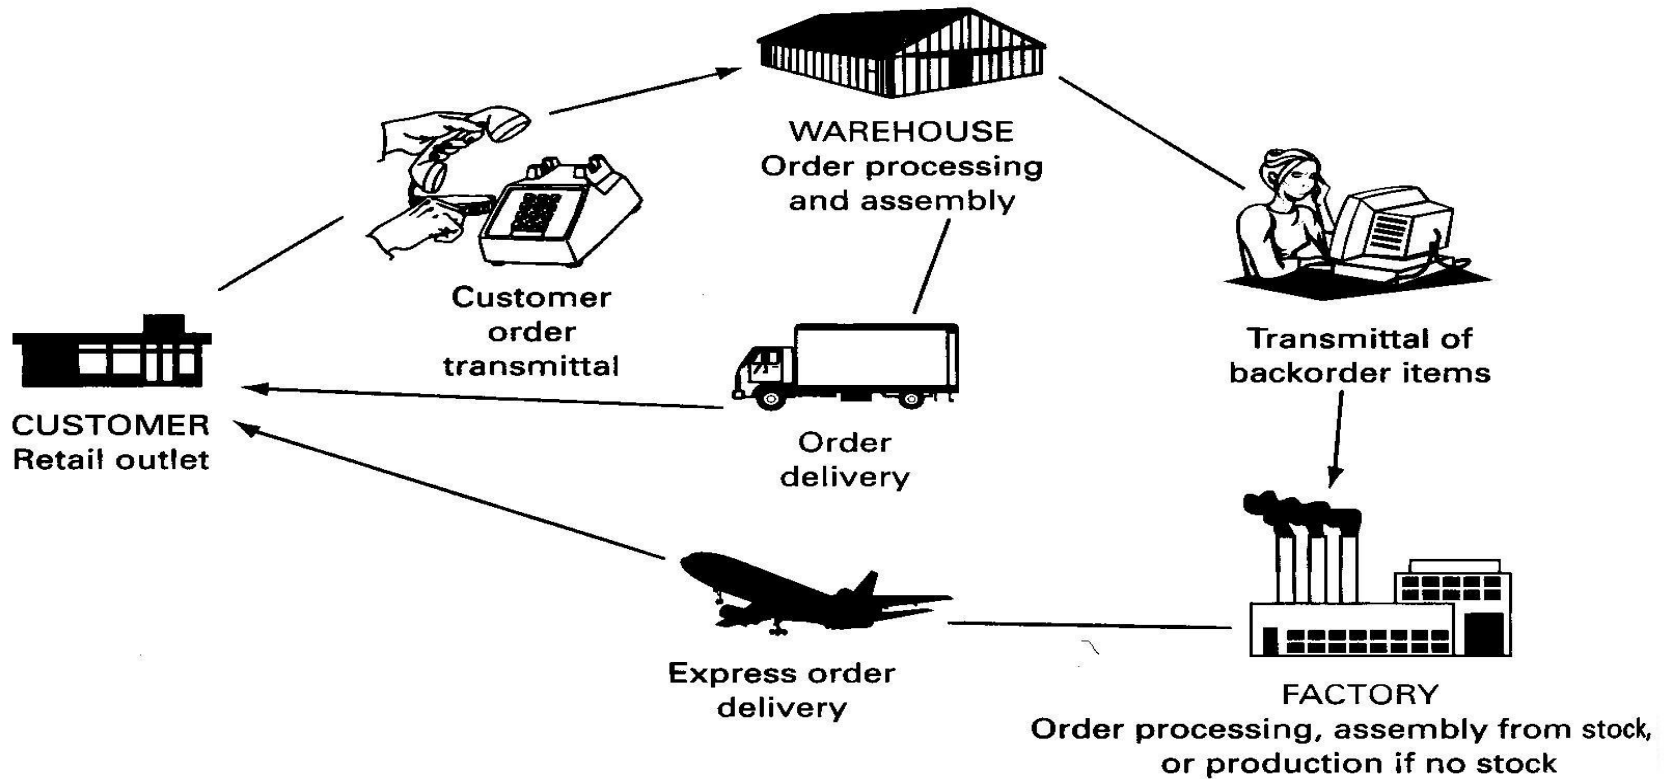 WAREHOUSE
Order processing
and assembly
Customer
order
transmittal
Transmittal of
backorder items
CUSTOMER
Retail outlet
Order
delivery
Express order
delivery
FACTORY
Order processing, assembly from stock,
or production if no stock